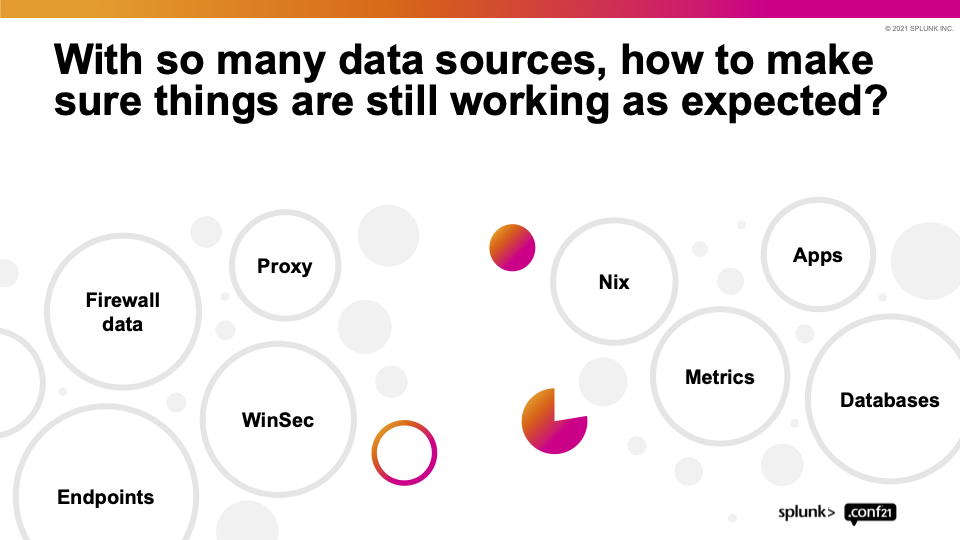 © 2021 SPLUNK INC.
With so many data sources, how to make
sure things are still working as expected?
Firewall
data
Proxy
WinSec
Endpoints
Nix
Apps
Metrics
Databases
splunk> .conf21